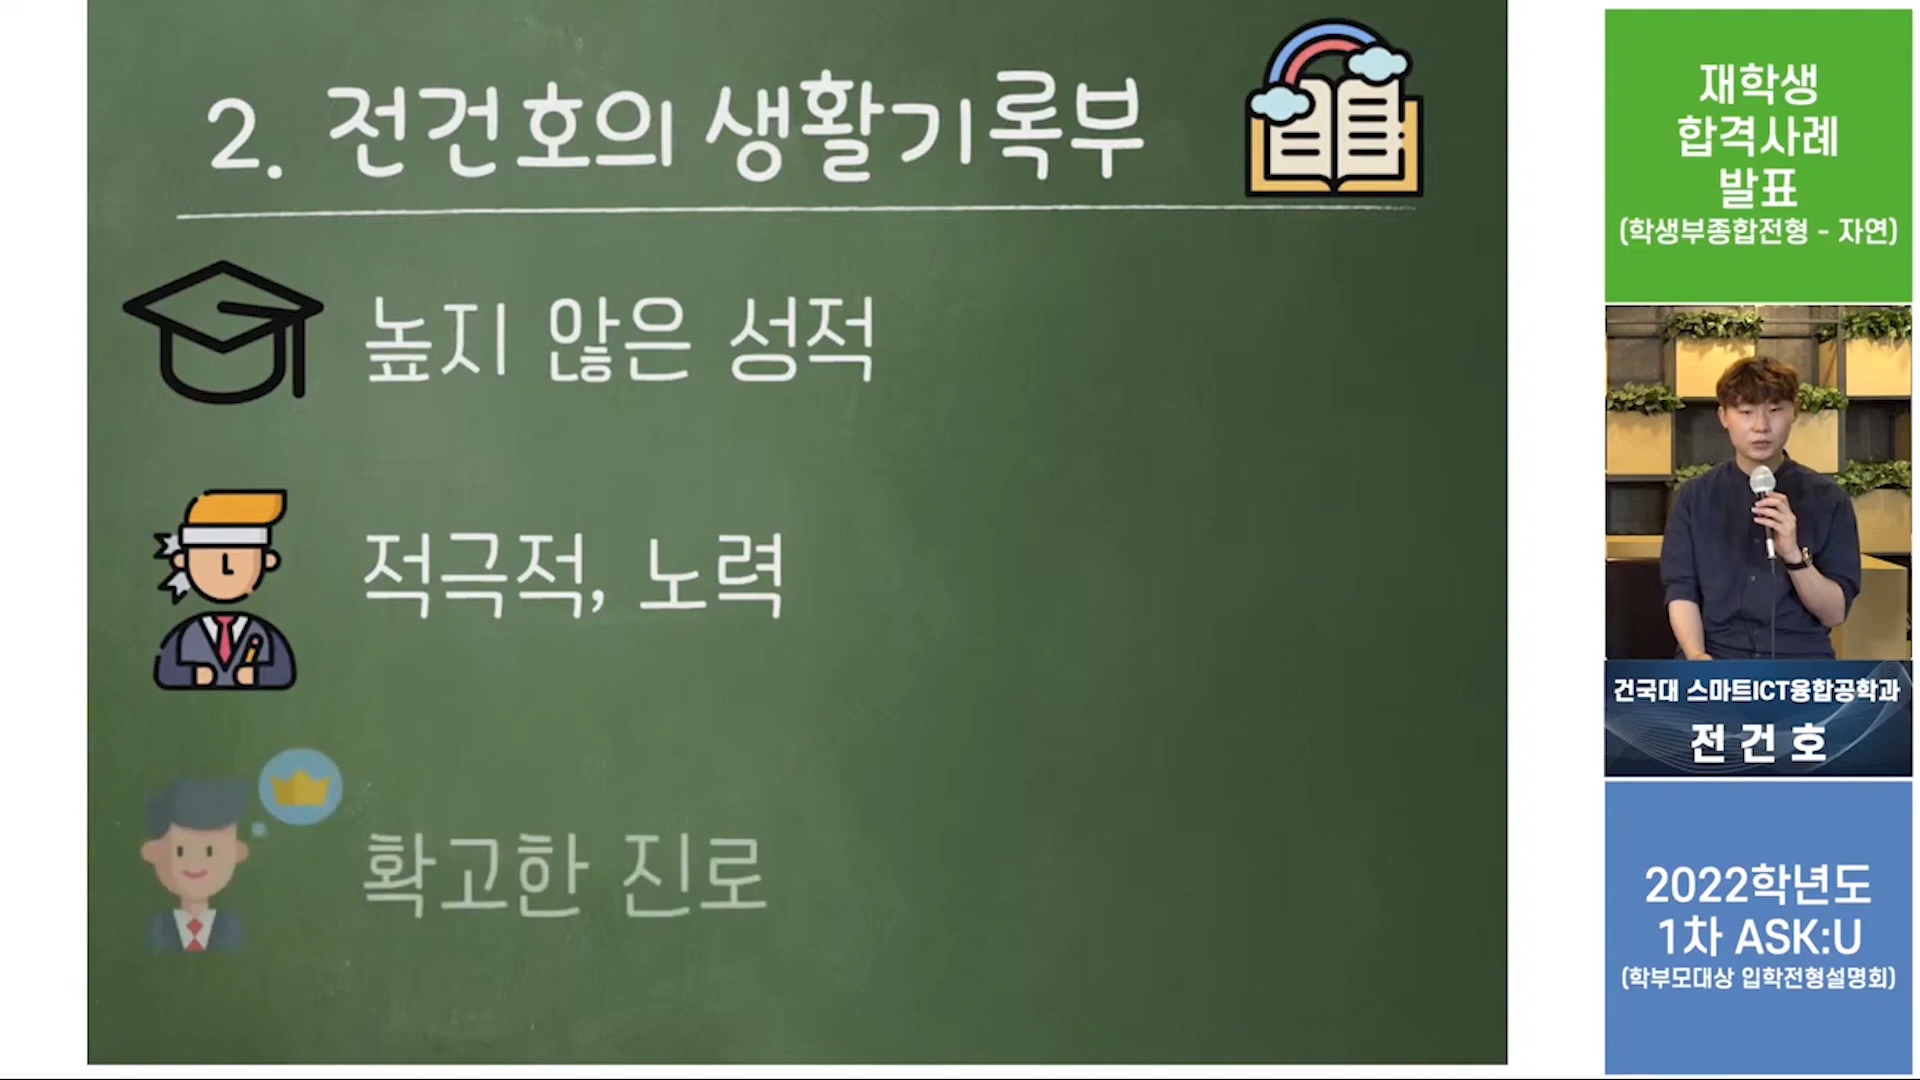 2. 전건호의 생활기록부
높지 않은 성적
적극적, 노력
확고한 진로
재학생
합격사례
발표
(학생부종합전형 - 자연)
건국대 스마트ICT융합공학과
전건호
2022학년도
1차 ASK:U
(학부모대상 입학전형설명회)